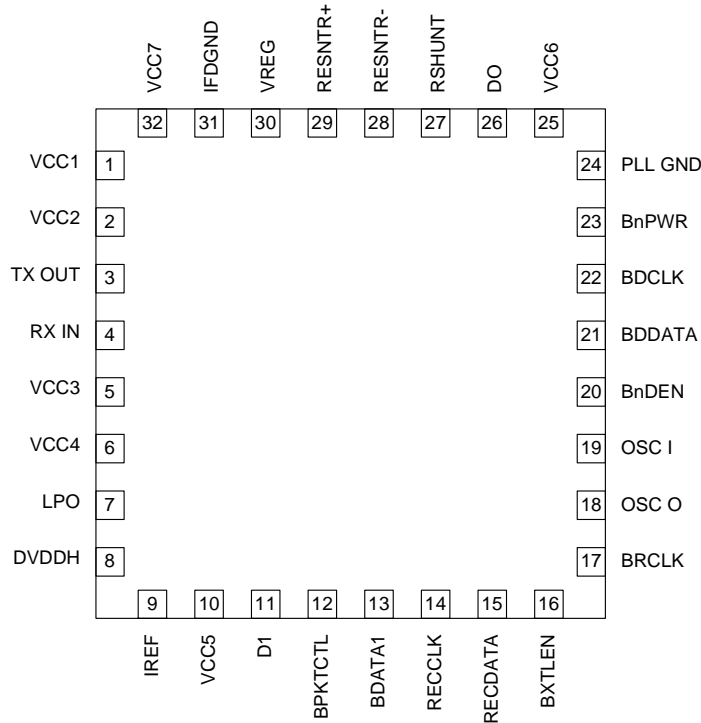 VCC7
IFDGND
VREG
RESNTR+
RESNTR-
RSHUNT
DO
VCC6
32
31
30
29
28
27
26
25
VCC1
1
24
PLL GND
VCC2
2
23
BnPWR
TX OUT
3
22
BDCLK
RX IN
4
21
BDDATA
VCC3
5
20
BnDEN
VCC4
6
19
OSC I
LPO
7
18
OSC O
DVDDH
8
17
BRCLK
9
10
11
12
13
14
15
16
IREF
VCC5
D1
BPKTCTL
BDATA1
RECCLK
RECDATA
BXTLEN